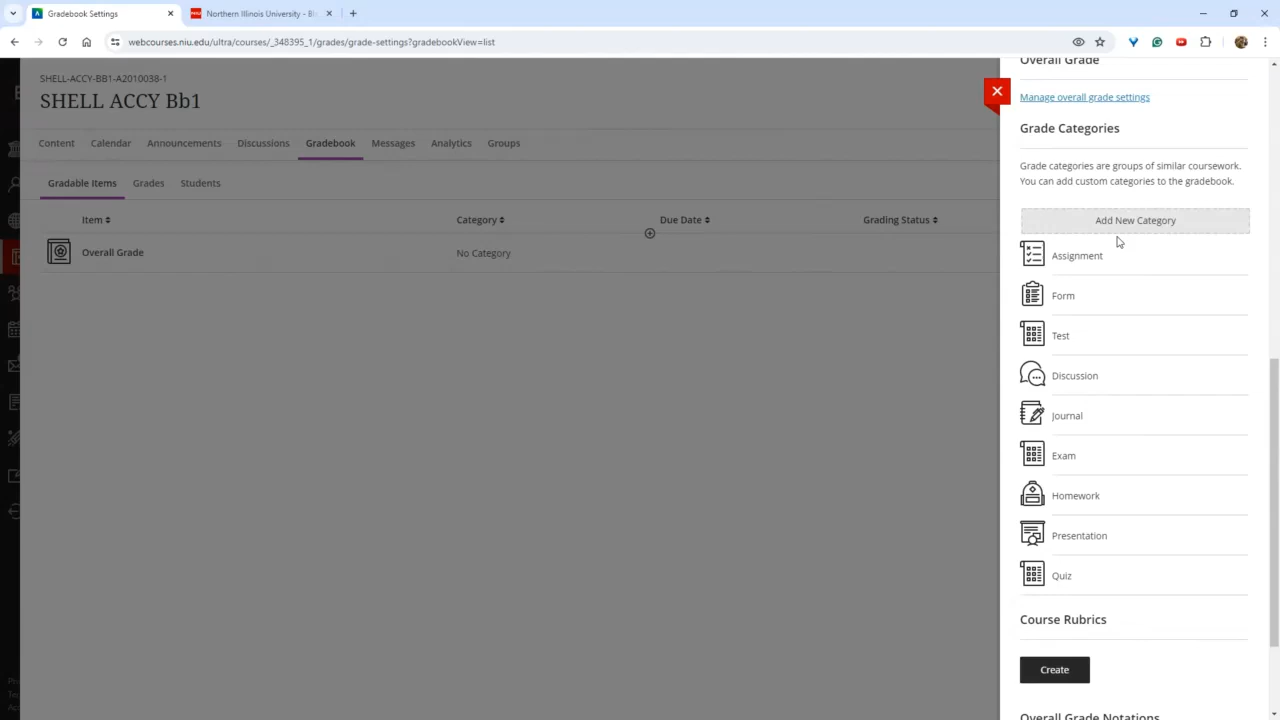 Gradebook Settings
Northern Illinois University - Bl
webcourses.niu.edu/ultra/courses/_348395_1/grades/grade-settings?gradebookView=list
SHELL-ACCY-BB1-A2010038-1
SHELL ACCY Bb1
Content Calendar Announcements Discussions Gradebook Messages Analytics Groups
Gradable Items Grades Students
Item Category Due Date Grading Status
Overall Grade No Category
Overall Grade
Manage overall grade settings
Grade Categories
Grade categories are groups of similar coursework.
You can add custom categories to the gradebook.
Add New Category
Assignment
Form
Test
Discussion
Journal
Exam
Homework
Presentation
Quiz
Course Rubrics
Create
Overall Grade Notations